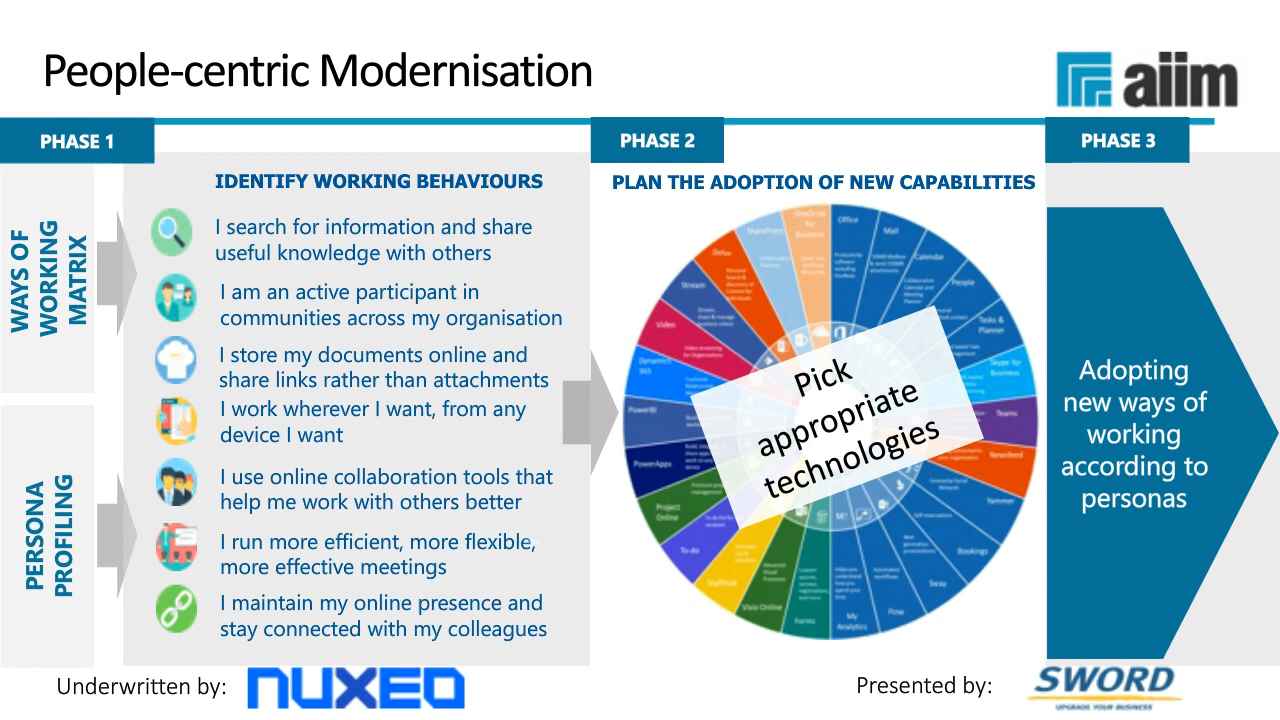 People-centric Modernisation
aiim
PHASE 1
PHASE 2
PHASE 3
WAYS OF
WORKING
MATRIX
PERSONA
PROFILING
IDENTIFY WORKING BEHAVIOURS
I search for information and share
useful knowledge with others
I am an active participant in
communities across my organisation
I store my documents online and
share links rather than attachments
I work wherever I want, from any
device I want
I use online collaboration tools that
help me work with others better
I run more efficient, more flexible,
more effective meetings
I maintain my online presence and
stay connected with my colleagues
PLAN THE ADOPTION OF NEW CAPABILITIES
Office
Mail
Calendar
People
Tasks &
Planner
Skype for
Business
Teams
Newsfeed
Yammer
Bookings
Sway
Flow
My
Analytics
Forms
Visio Online
StaffHub
To-do
Project
Online
PowerApps
PowerBI
Dynamics
365
Video
Stream
Delve
SharePoint
OneDrive
for
Business
Pick
appropriate
technologies
Adopting
new ways of
working
according to
personas
Underwritten by:
nuxeo
Presented by:
SWORD
UPGRADE YOUR BUSINESS